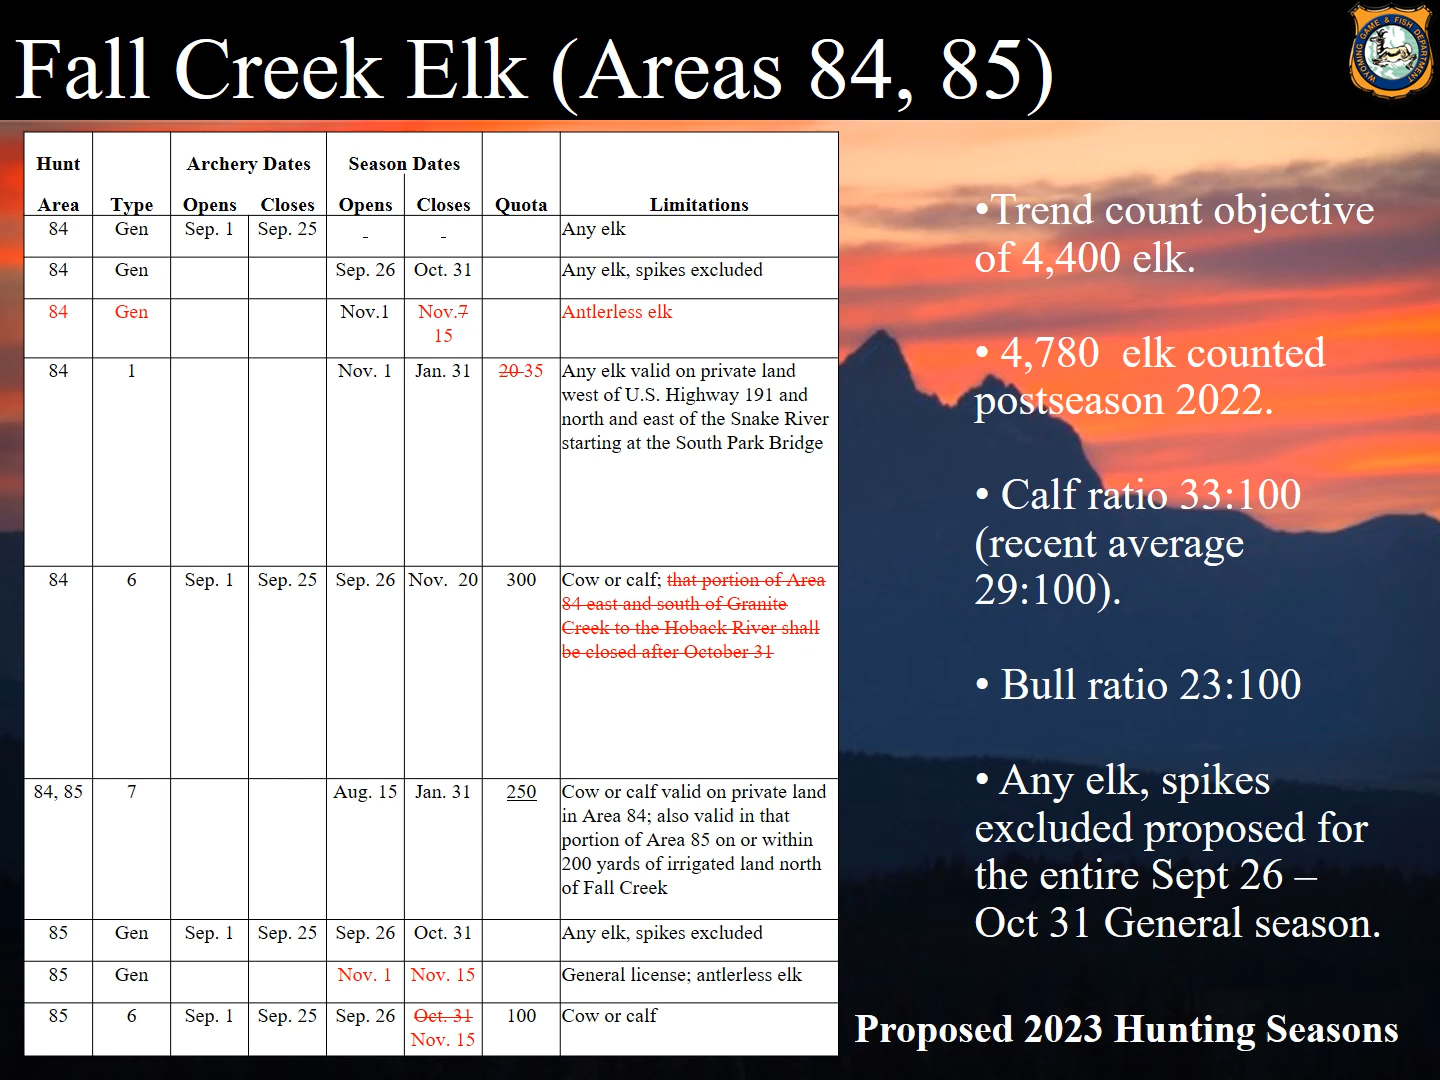 Fall Creek Elk (Areas 84, 85)
WYOMING GAME & FISH DEPARTMENT
Hunt Archery Dates Season Dates
Area Type Opens Closes Opens Closes Quota Limitations
84 Gen Sep. 1 Sep. 25 - - Any elk
84 Gen Sep. 26 Oct. 31 Any elk, spikes excluded
84 Gen Nov.1 Nov.7 Antlerless elk
15
84 1 Nov. 1 Jan. 31 20 35 Any elk valid on private land
west of U.S. Highway 191 and
north and east of the Snake River
starting at the South Park Bridge
84 6 Sep. 1 Sep. 25 Sep. 26 Nov. 20 300 Cow or calf; that portion of Area
84 east and south of Granite
Creek to the Hoback River shall
be closed after October 31
84, 85 7 Aug. 15 Jan. 31 250 Cow or calf valid on private land
in Area 84; also valid in that
portion of Area 85 on or within
200 yards of irrigated land north
of Fall Creek
85 Gen Sep. 1 Sep. 25 Sep. 26 Oct. 31 Any elk, spikes excluded
85 Gen Nov. 1 Nov. 15 General license; antlerless elk
85 6 Sep. 1 Sep. 25 Sep. 26 Oct. 31 100 Cow or calf
Nov. 15
•Trend count objective
of 4,400 elk.
• 4,780 elk counted
postseason 2022.
• Calf ratio 33:100
(recent average
29:100).
• Bull ratio 23:100
• Any elk, spikes
excluded proposed for
the entire Sept 26 –
Oct 31 General season.
Proposed 2023 Hunting Seasons